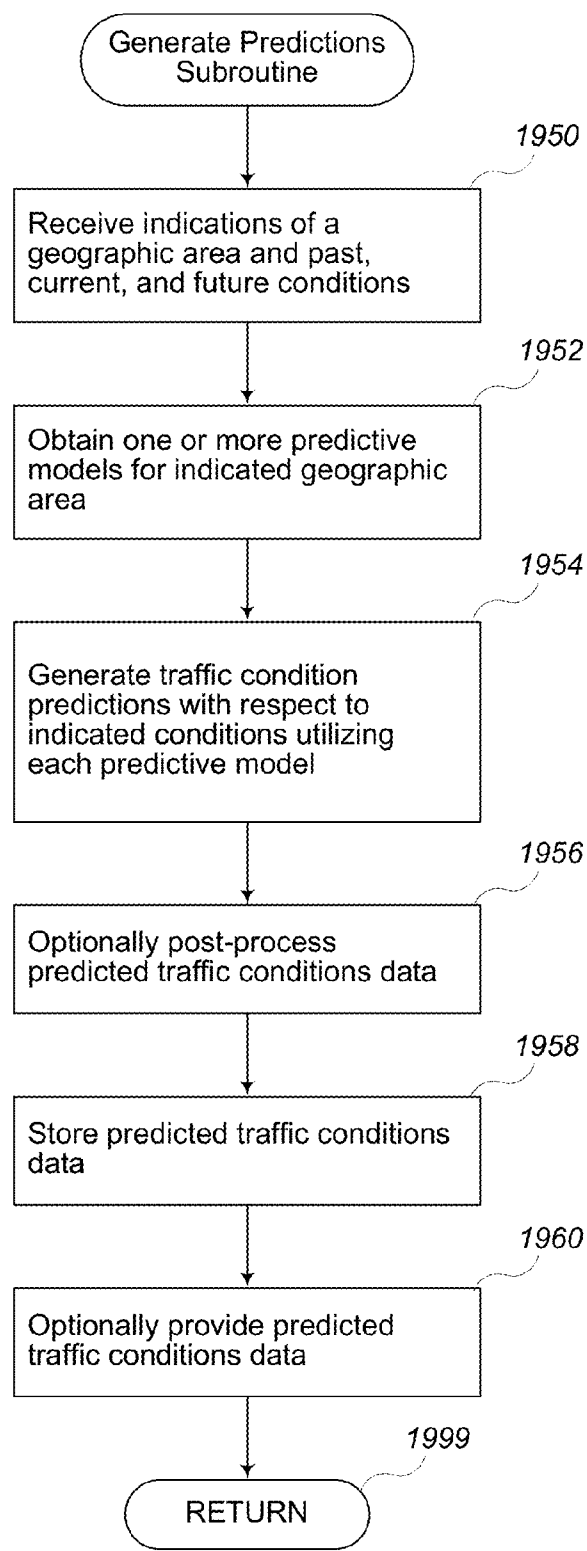 Generate Predictions
Subroutine
1950
Receive indications of a
geographic area and past,
current, and future conditions
1952
Obtain one or more predictive
models for indicated geographic
area
1954
Generate traffic condition
predictions with respect to
indicated conditions utilizing
each predictive model
1956
Optionally post-process
predicted traffic conditions data
1958
Store predicted traffic conditions
data
1960
Optionally provide predicted
traffic conditions data
1999
RETURN